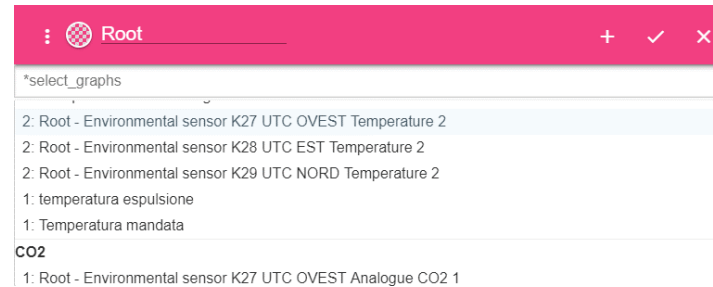 Root
*select_graphs
2: Root - Environmental sensor K27 UTC OVEST Temperature 2
2: Root - Environmental sensor K28 UTC EST Temperature 2
2: Root - Environmental sensor K29 UTC NORD Temperature 2
1: temperatura espulsione
1: Temperatura mandata
CO2
1: Root - Environmental sensor K27 UTC OVEST Analogue CO2 1